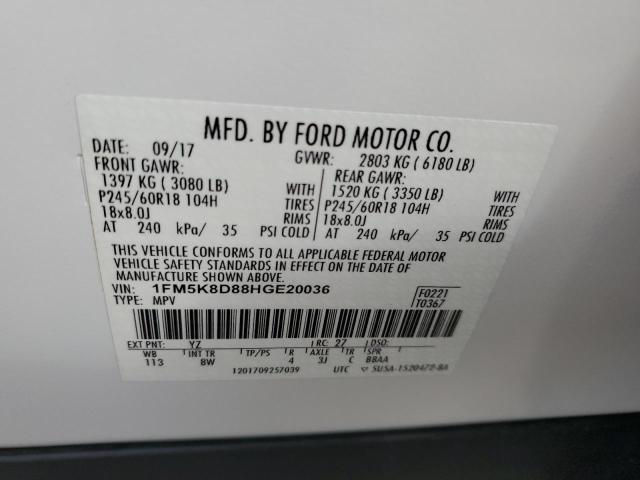 MFD. BY FORD MOTOR CO.
DATE: 09/17 GVWR: 2803 KG ( 6180 LB)
FRONT GAWR: REAR GAWR:
1397 KG ( 3080 LB) 1520 KG ( 3350 LB)
P245/60R18 104H TIRES P245/60R18 104H TIRES
18x8.0J RIMS 18x8.0J RIMS
AT 240 kPa/ 35 PSI COLD AT 240 kPa/ 35 PSI COLD
THIS VEHICLE CONFORMS TO ALL APPLICABLE FEDERAL MOTOR
VEHICLE SAFETY STANDARDS IN EFFECT ON THE DATE OF
MANUFACTURE SHOWN ABOVE.
VIN: 1FM5K8D88HGE20036 F0221
TYPE: MPV T0367
EXT PNT: YZ RC: 27 DSO:
WB INT TR TP/PS R AXLE TR SPR
113 8W 4 3J C BBAA
1201709257039 UTC 5U5A-1520472-BA